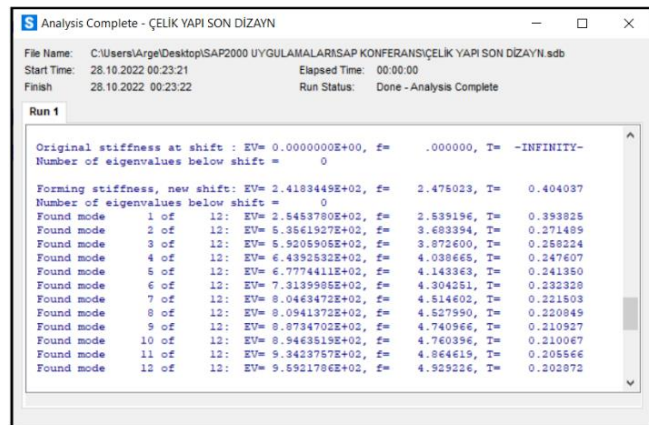 S Analysis Complete - ÇELİK YAPI SON DİZAYN
File Name: C:\Users\Arge\Desktop\SAP2000 UYGULAMALARI\SAP KONFERANS\ÇELİK YAPI SON DİZAYN.sdb
Start Time: 28.10.2022 00:23:21 Elapsed Time: 00:00:00
Finish 28.10.2022 00:23:22 Run Status: Done - Analysis Complete
Run 1
Original stiffness at shift : EV= 0.0000000E+00, f= .000000, T= -INFINITY-
Number of eigenvalues below shift = 0
Forming stiffness, new shift: EV= 2.4183449E+02, f= 2.475023, T= 0.404037
Number of eigenvalues below shift = 0
Found mode 1 of 12: EV= 2.5453780E+02, f= 2.539196, T= 0.393825
Found mode 2 of 12: EV= 5.3561927E+02, f= 3.683394, T= 0.271489
Found mode 3 of 12: EV= 5.9205905E+02, f= 3.872600, T= 0.258224
Found mode 4 of 12: EV= 6.4392532E+02, f= 4.038665, T= 0.247607
Found mode 5 of 12: EV= 6.7774411E+02, f= 4.143363, T= 0.241350
Found mode 6 of 12: EV= 7.3139985E+02, f= 4.304251, T= 0.232328
Found mode 7 of 12: EV= 8.0463472E+02, f= 4.514602, T= 0.221503
Found mode 8 of 12: EV= 8.0941372E+02, f= 4.527990, T= 0.220849
Found mode 9 of 12: EV= 8.8734702E+02, f= 4.740966, T= 0.210927
Found mode 10 of 12: EV= 8.9463519E+02, f= 4.760396, T= 0.210067
Found mode 11 of 12: EV= 9.3423757E+02, f= 4.864619, T= 0.205566
Found mode 12 of 12: EV= 9.5921786E+02, f= 4.929226, T= 0.202872